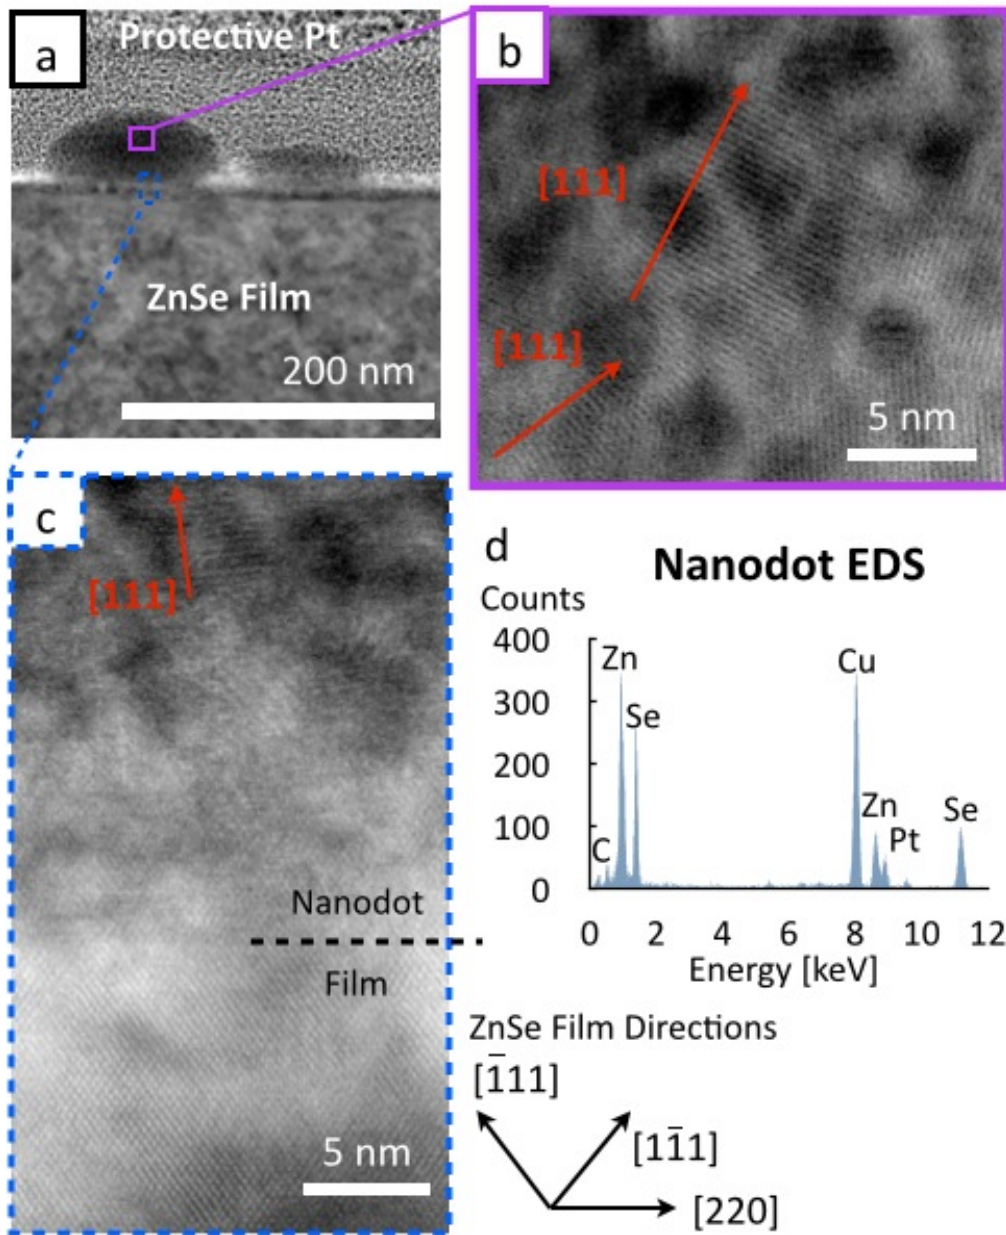 a
Protective Pt
ZnSe Film
200 nm
b
[111]
[111]
5 nm
c
[111]
Nanodot
Film
5 nm
d
Nanodot EDS
Counts
400
300
200
100
0
C
Zn
Se
Cu
Zn
Pt
Se
0 2 4 6 8 10 12
Energy [keV]
ZnSe Film Directions
[1̅11]
[11̅1]
[220]